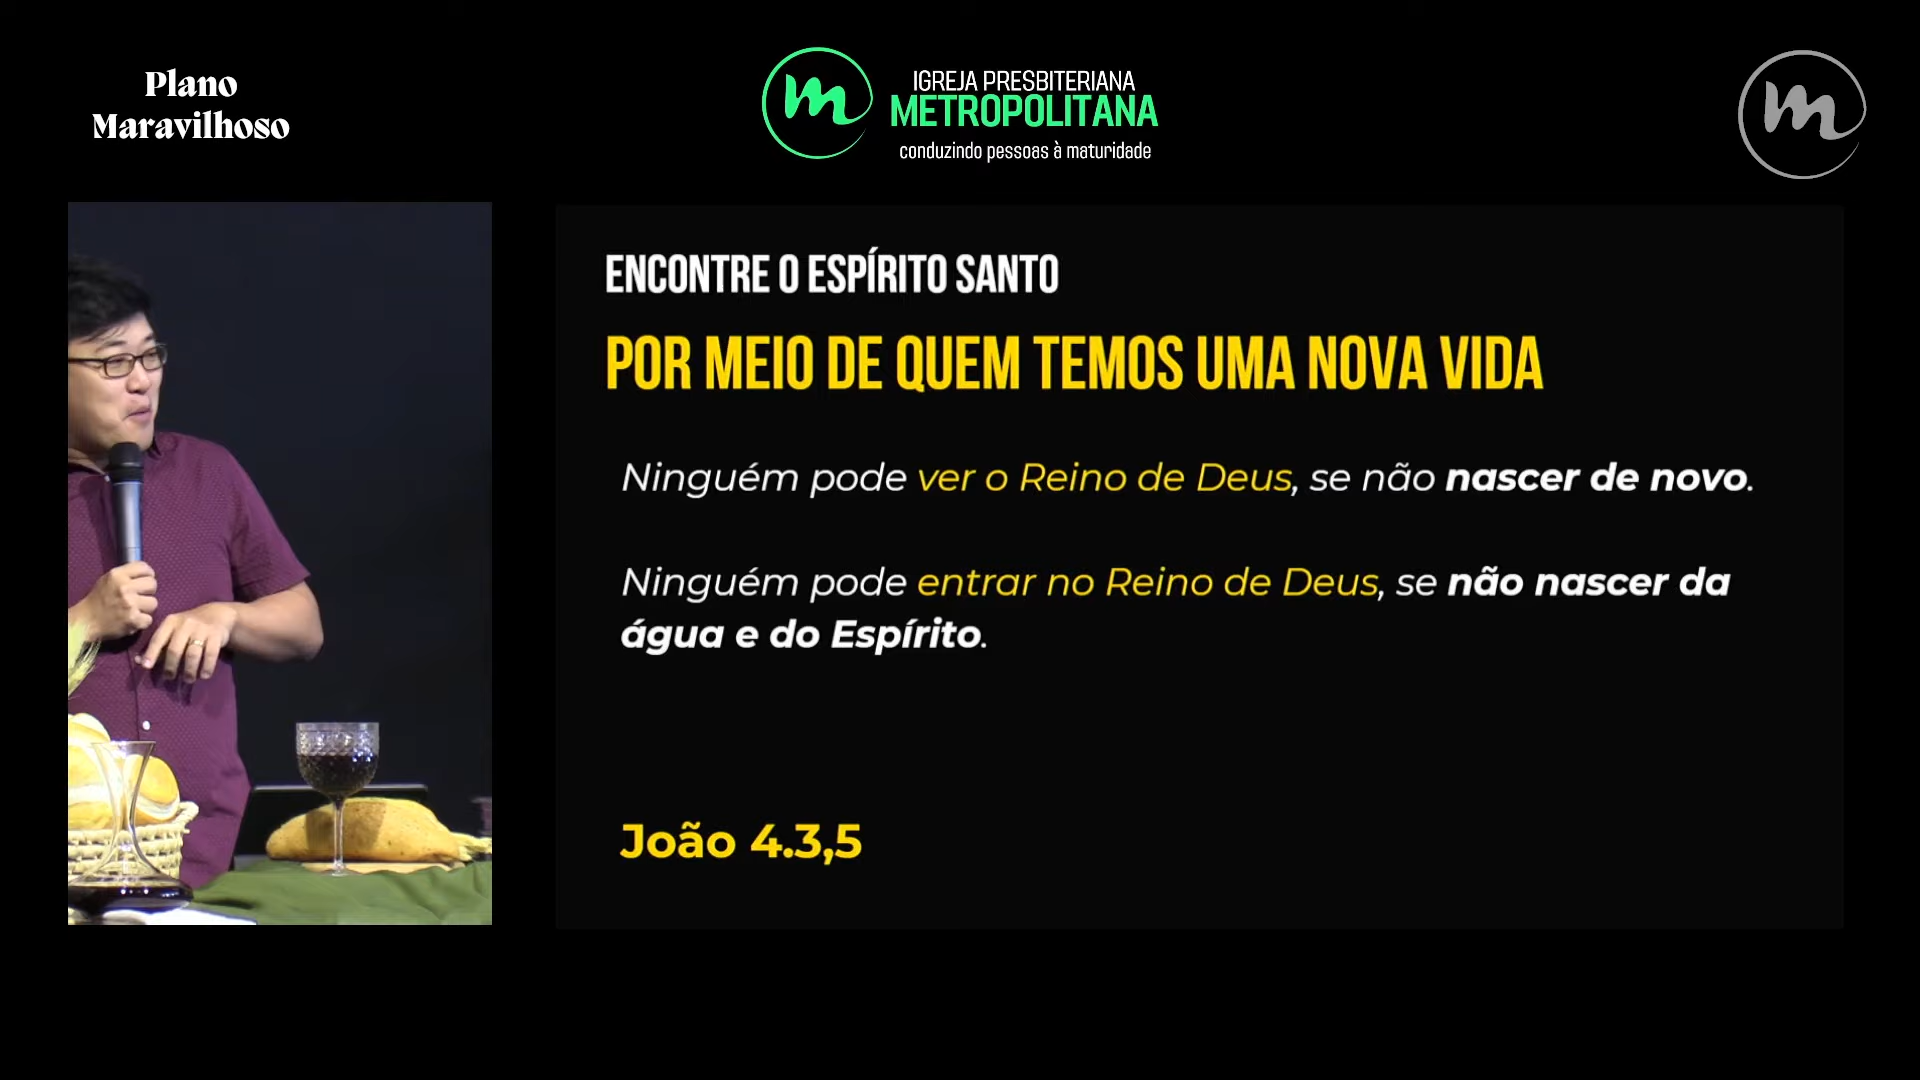 Plano
Maravilhoso
IGREJA PRESBITERIANA
METROPOLITANA
conduzindo pessoas à maturidade
ENCONTRE O ESPÍRITO SANTO
POR MEIO DE QUEM TEMOS UMA NOVA VIDA
Ninguém pode ver o Reino de Deus, se não nascer de novo.
Ninguém pode entrar no Reino de Deus, se não nascer da
água e do Espírito.
João 4.3,5